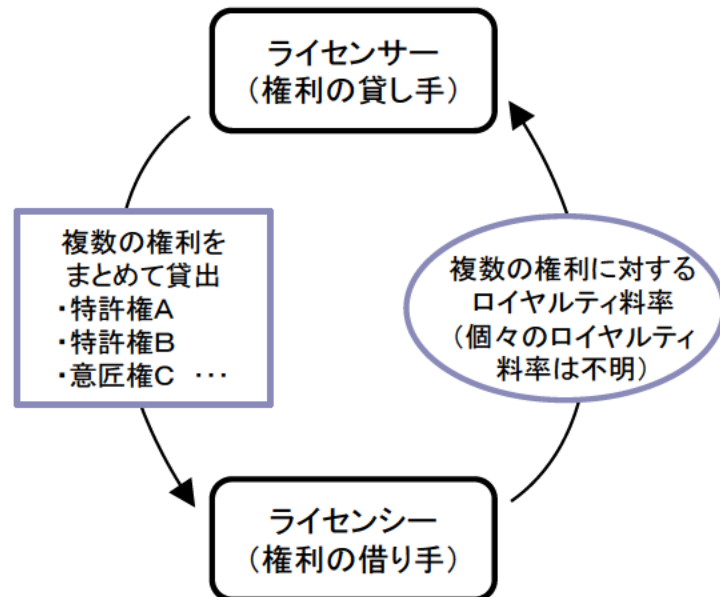 ライセンサー
（権利の貸し手）
複数の権利を
まとめて貸出
・特許権A
・特許権B
・意匠権C …
複数の権利に対する
ロイヤルティ料率
（個々のロイヤルティ
料率は不明）
ライセンシー
（権利の借り手）